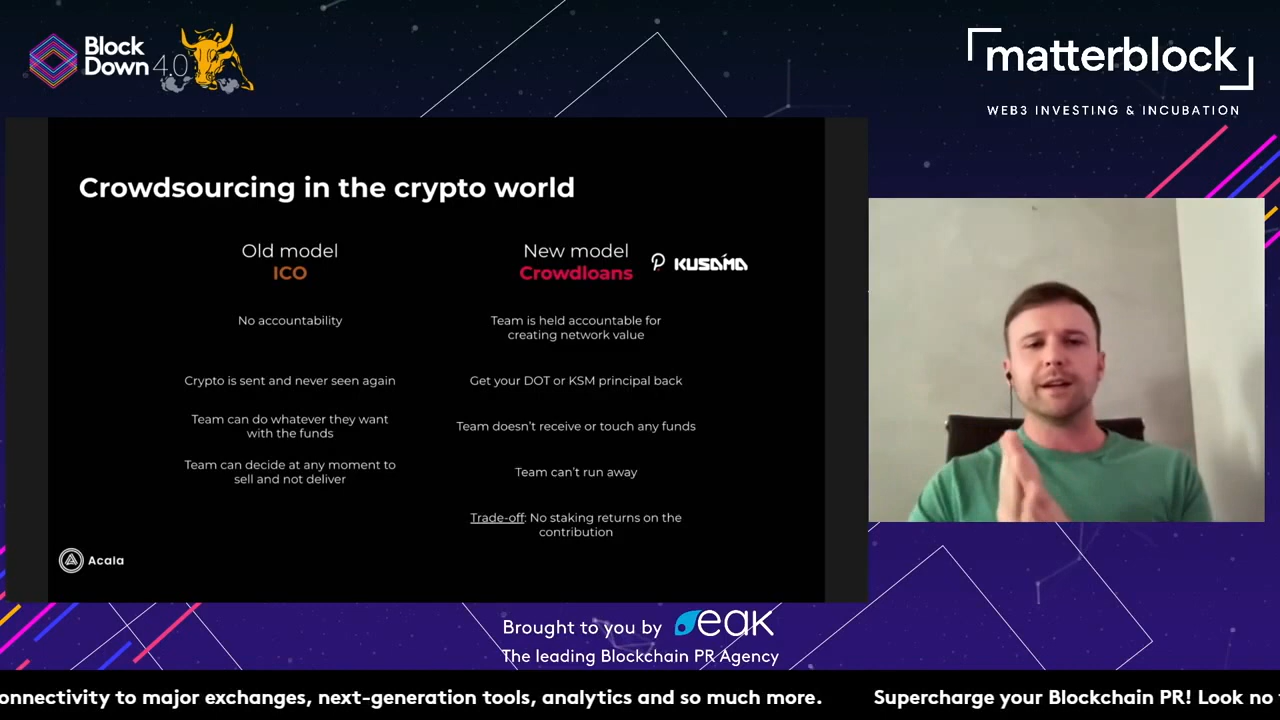 Block
Down 4.0
matterblock
WEB3 INVESTING & INCUBATION
Crowdsourcing in the crypto world
Old model
ICO
No accountability
Crypto is sent and never seen again
Team can do whatever they want
with the funds
Team can decide at any moment to
sell and not deliver
New model
Crowdloans
KUSAMA
Team is held accountable for
creating network value
Get your DOT or KSM principal back
Team doesn't receive or touch any funds
Team can't run away
Trade-off: No staking returns on the
contribution
Acala
Brought to you by eak
The leading Blockchain PR Agency
onnectivity to major exchanges, next-generation tools, analytics and so much more. Supercharge your Blockchain PR! Look no